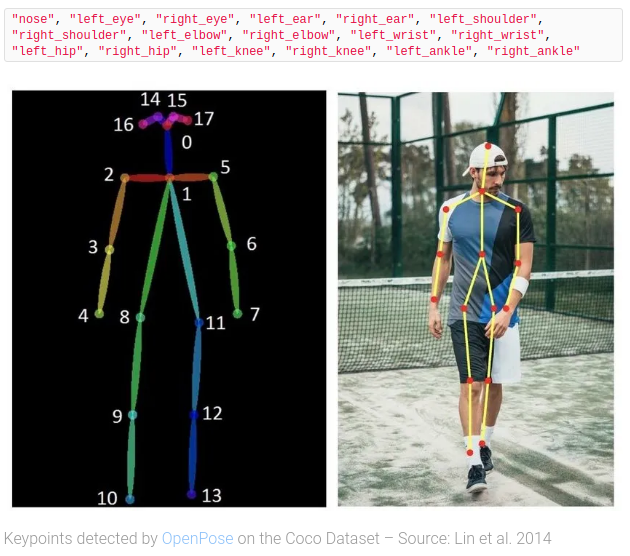 "nose", "left_eye", "right_eye", "left_ear", "right_ear", "left_shoulder",
"right_shoulder", "left_elbow", "right_elbow", "left_wrist", "right_wrist",
"left_hip", "right_hip", "left_knee", "right_knee", "left_ankle", "right_ankle"
14 15
16 17
0
2 5
1
3 6
4 7
8 11
9 12
10 13
Keypoints detected by OpenPose on the Coco Dataset – Source: Lin et al. 2014